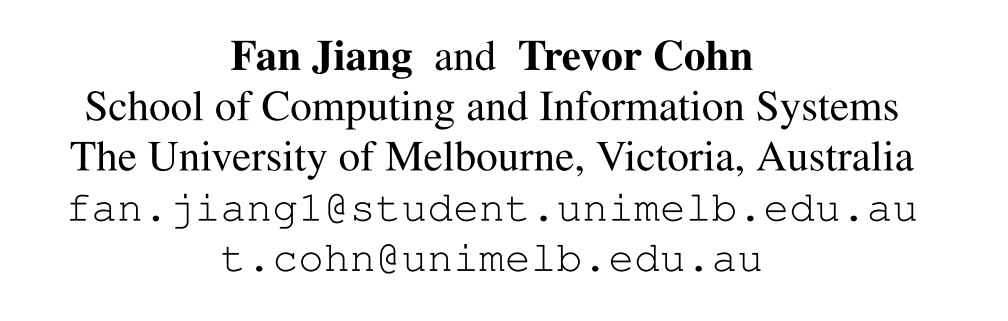 Fan Jiang and Trevor Cohn
School of Computing and Information Systems
The University of Melbourne, Victoria, Australia
fan.jiang1@student.unimelb.edu.au
t.cohn@unimelb.edu.au